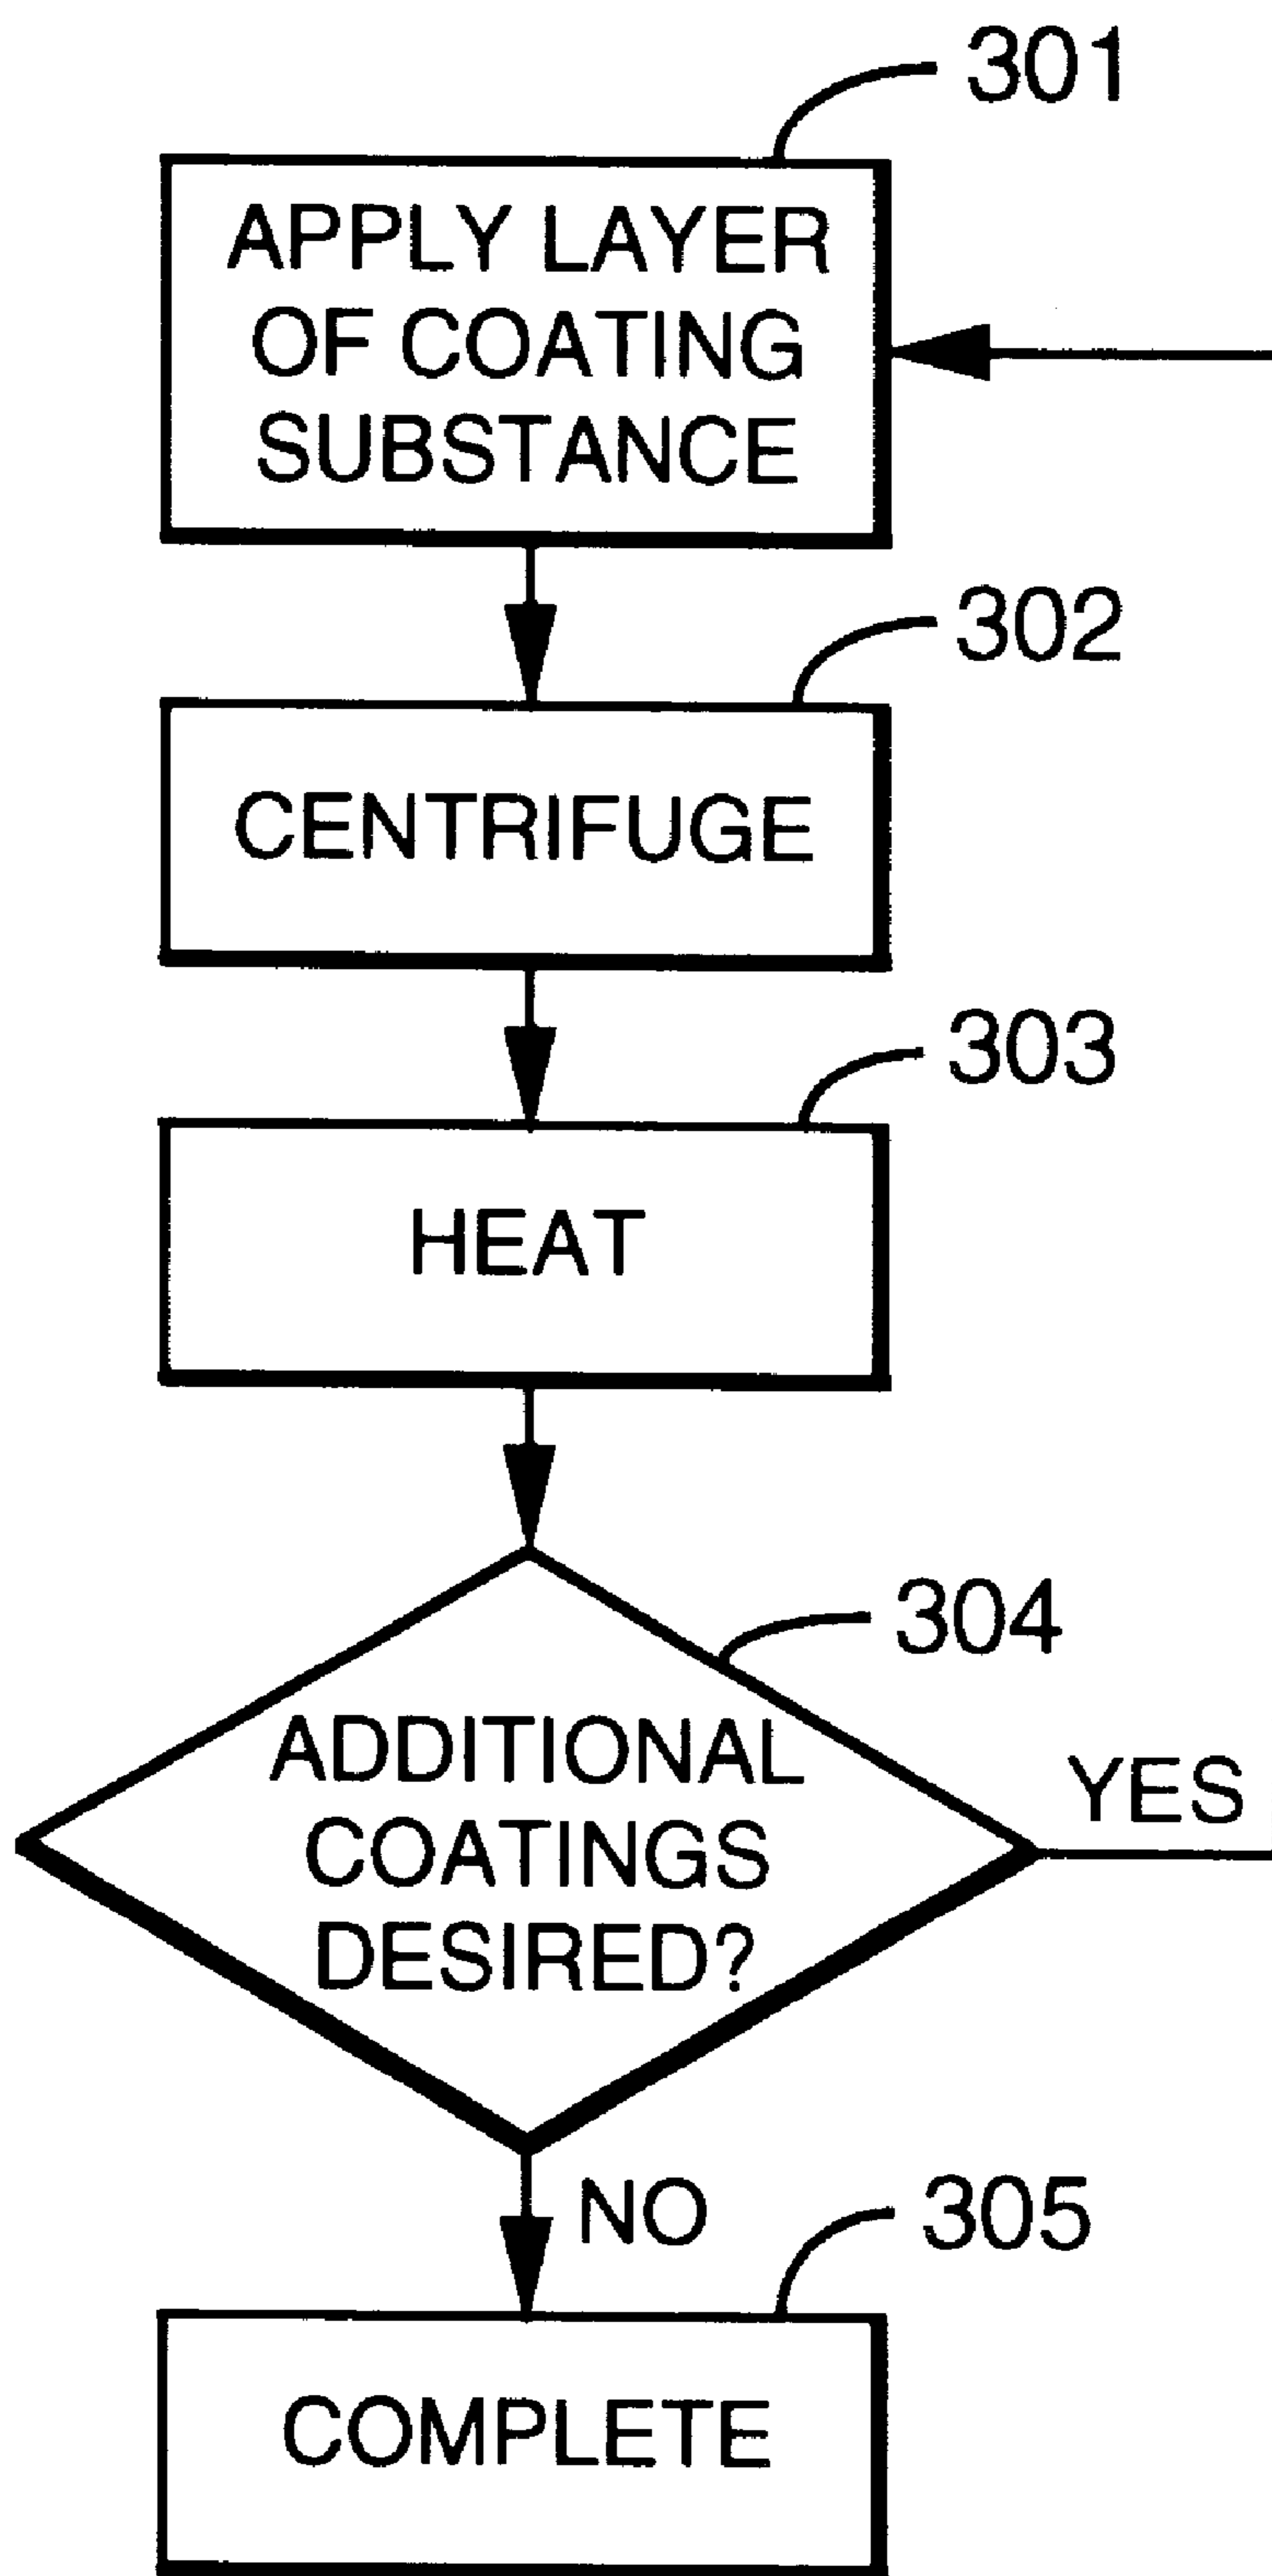 301
APPLY LAYER
OF COATING
SUBSTANCE
302
CENTRIFUGE
303
HEAT
304
ADDITIONAL
COATINGS
DESIRED?
YES
NO
305
COMPLETE